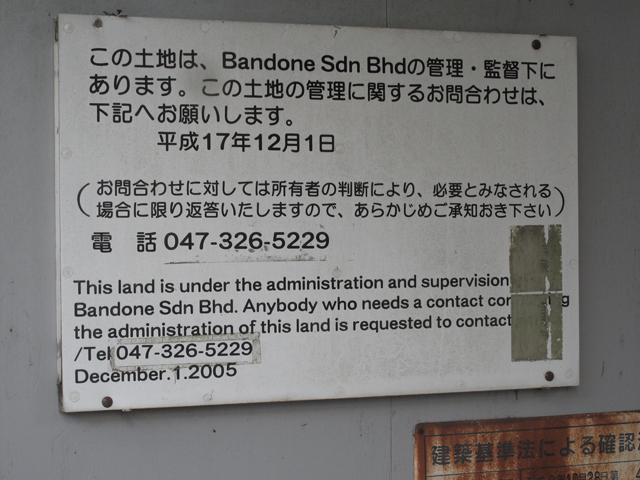 この土地は、Bandone Sdn Bhdの管理・監督下に
あります。この土地の管理に関するお問合わせは、
下記へお願いします。
平成17年12月1日
(お問合わせに対しては所有者の判断により、必要とみなされる
場合に限り返答いたしますので、あらかじめご承知おき下さい)
電 話 047-326-5229
This land is under the administration and supervision
Bandone Sdn Bhd. Anybody who needs a contact con ng
the administration of this land is requested to contact
/Tel 047-326-5229
December.1.2005
建築基準法による確認